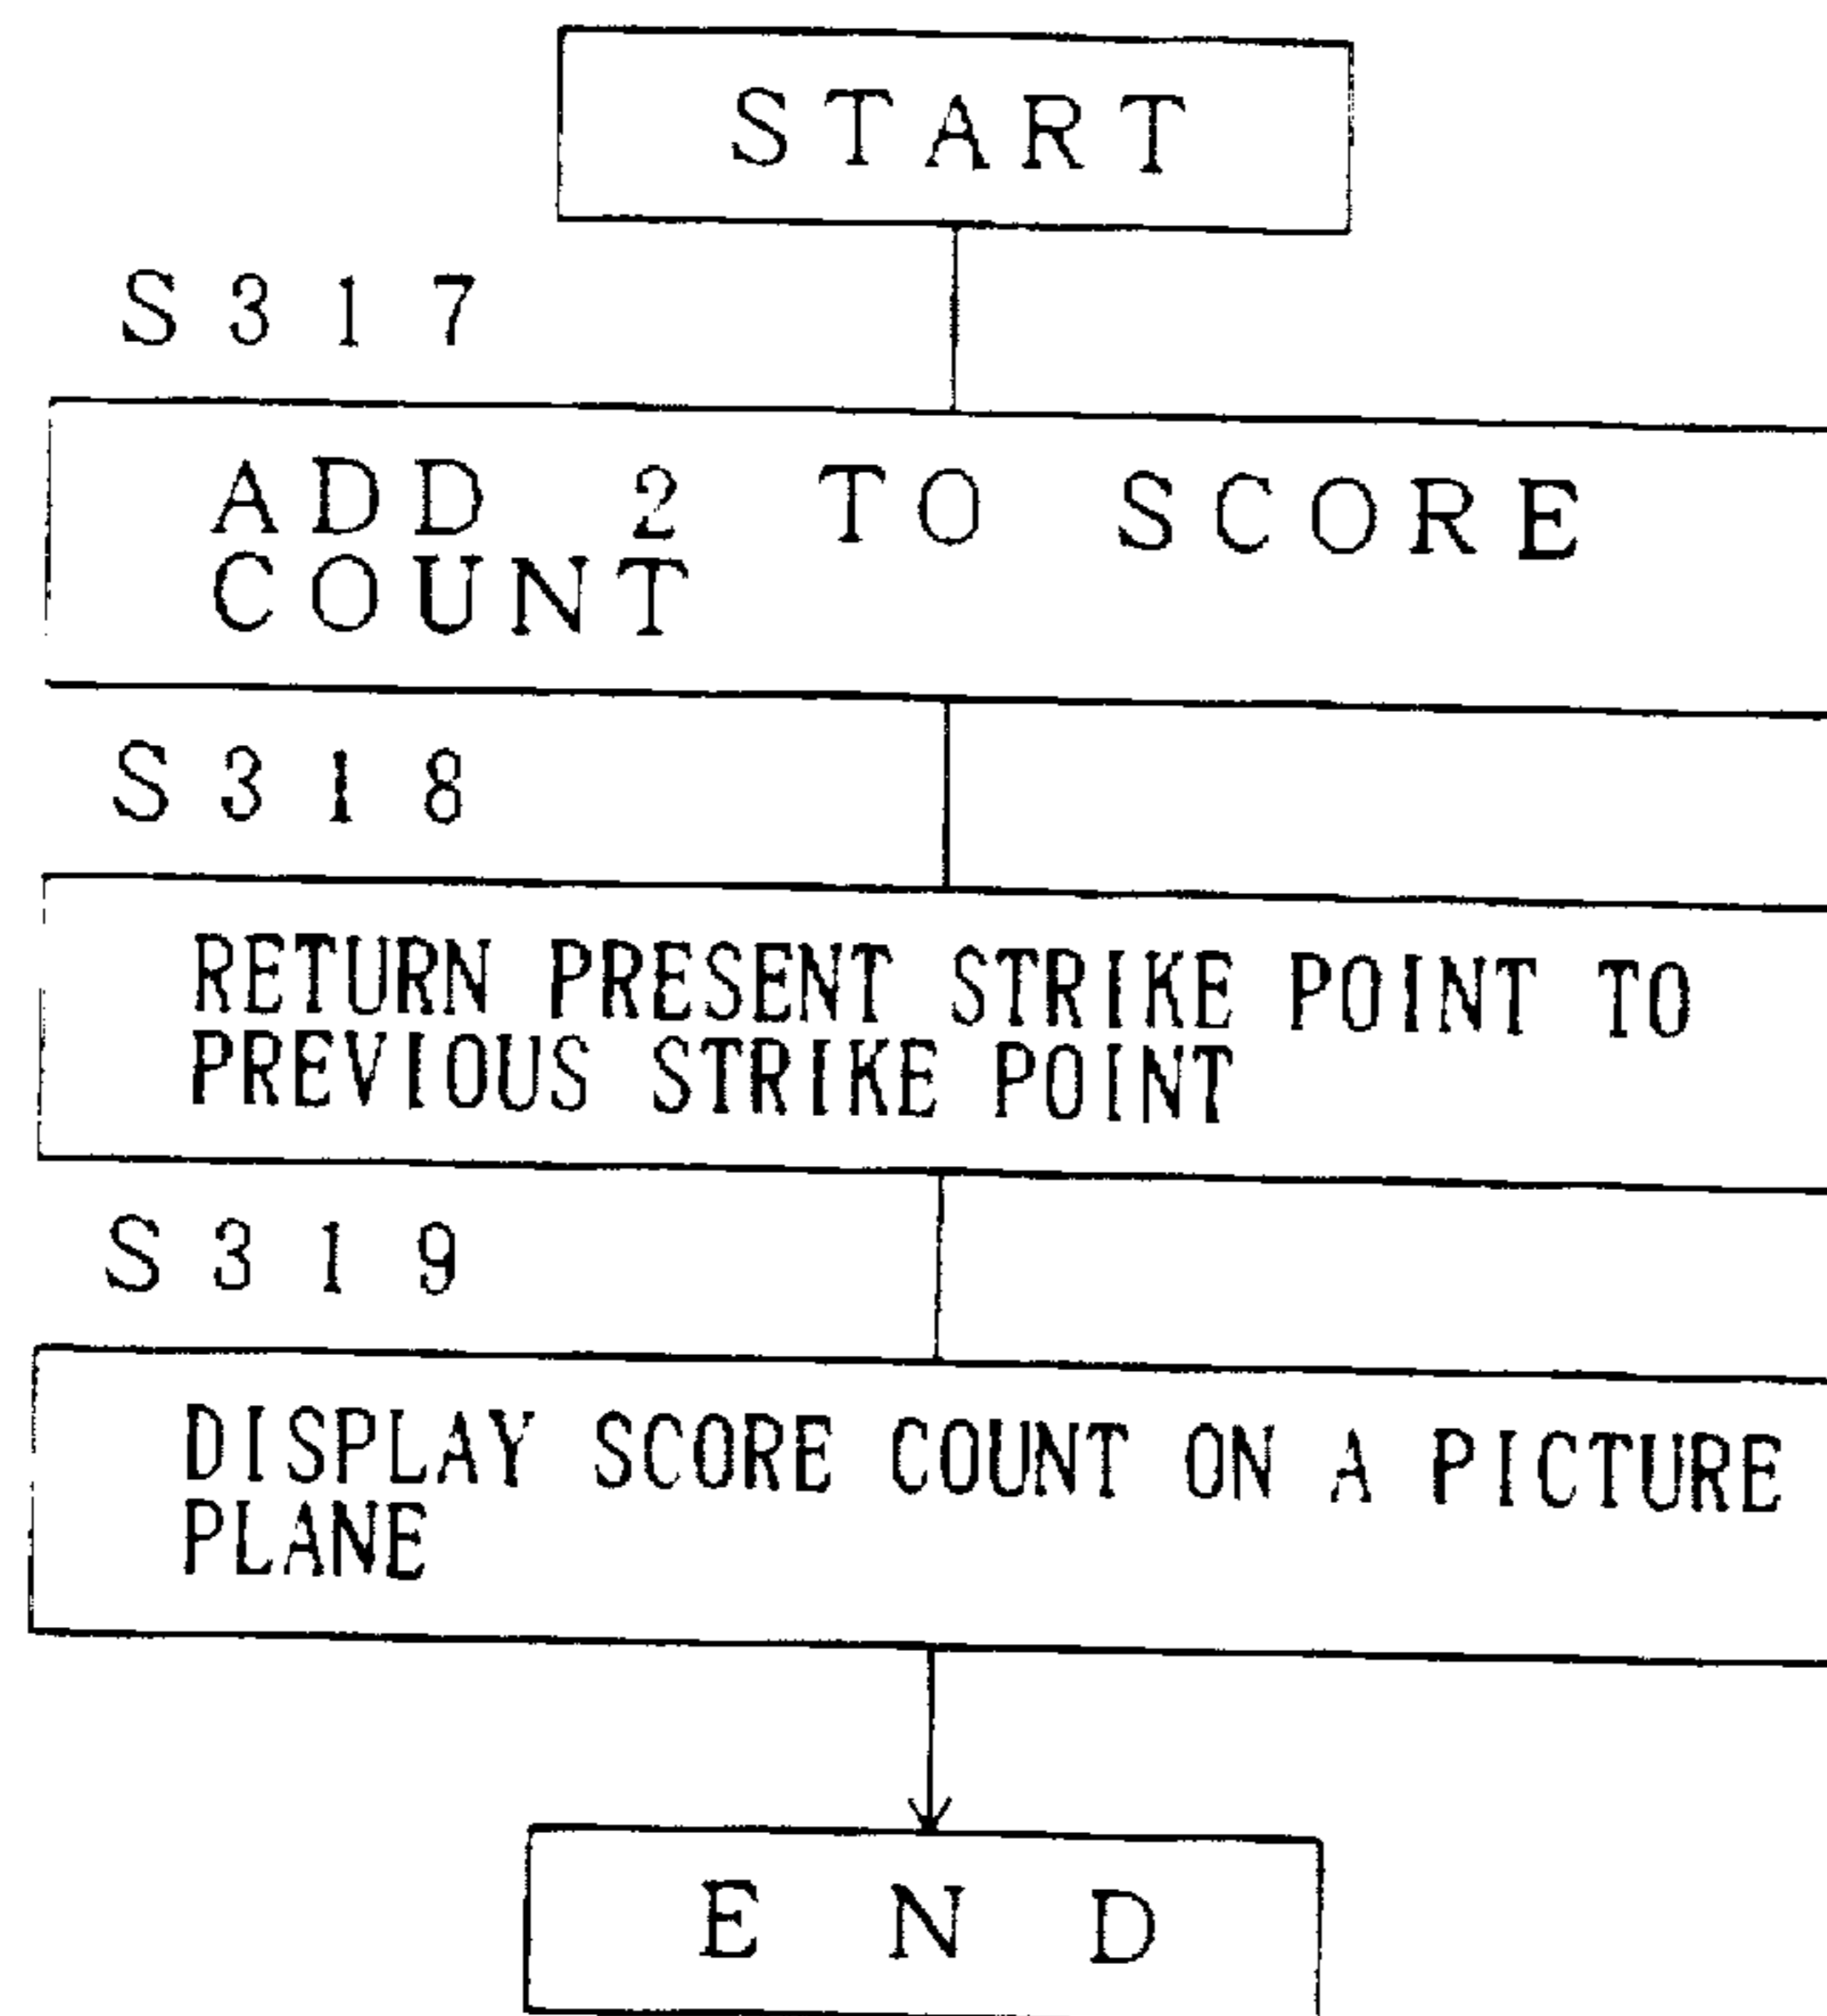 START
S317
ADD 2 TO SCORE
COUNT
S318
RETURN PRESENT STRIKE POINT TO
PREVIOUS STRIKE POINT
S319
DISPLAY SCORE COUNT ON A PICTURE
PLANE
END